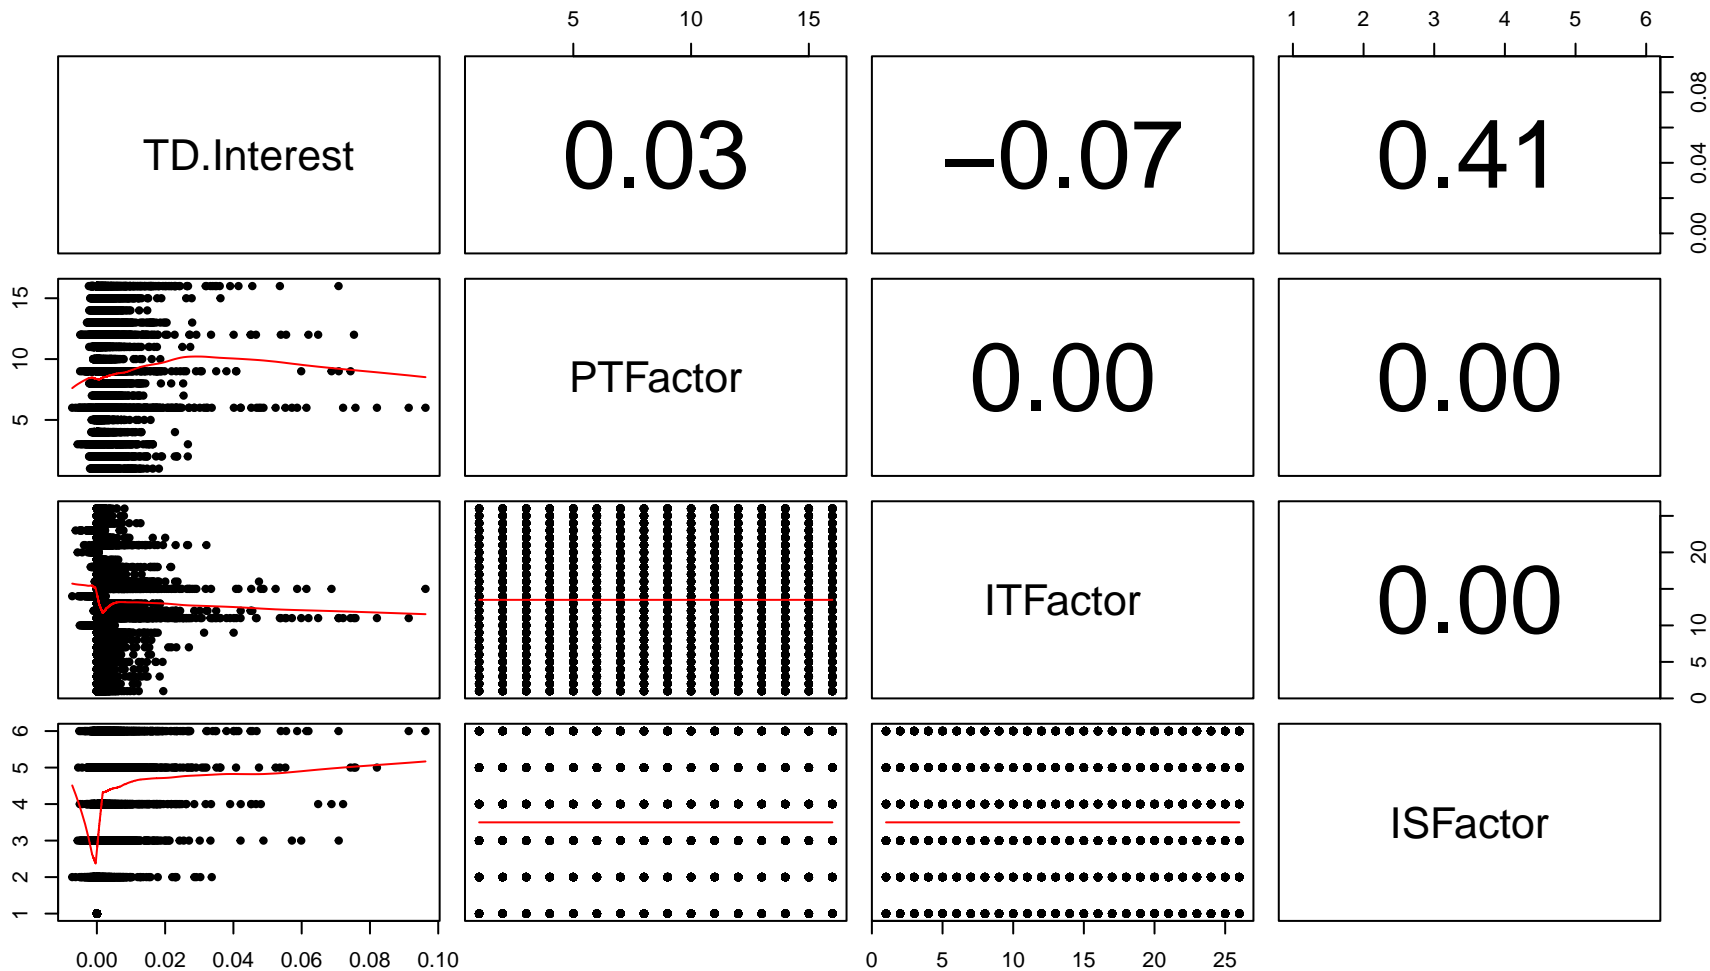 5 10 15 1 2 3 4 5 6
TD.Interest 0.03 −0.07 0.41 0.00 0.04 0.08
5 10 15 PTFactor 0.00 0.00
ITFactor 0.00 0 5 10 20
1 2 3 4 5 6 ISFactor
0.00 0.02 0.04 0.06 0.08 0.10 0 5 10 15 20 25